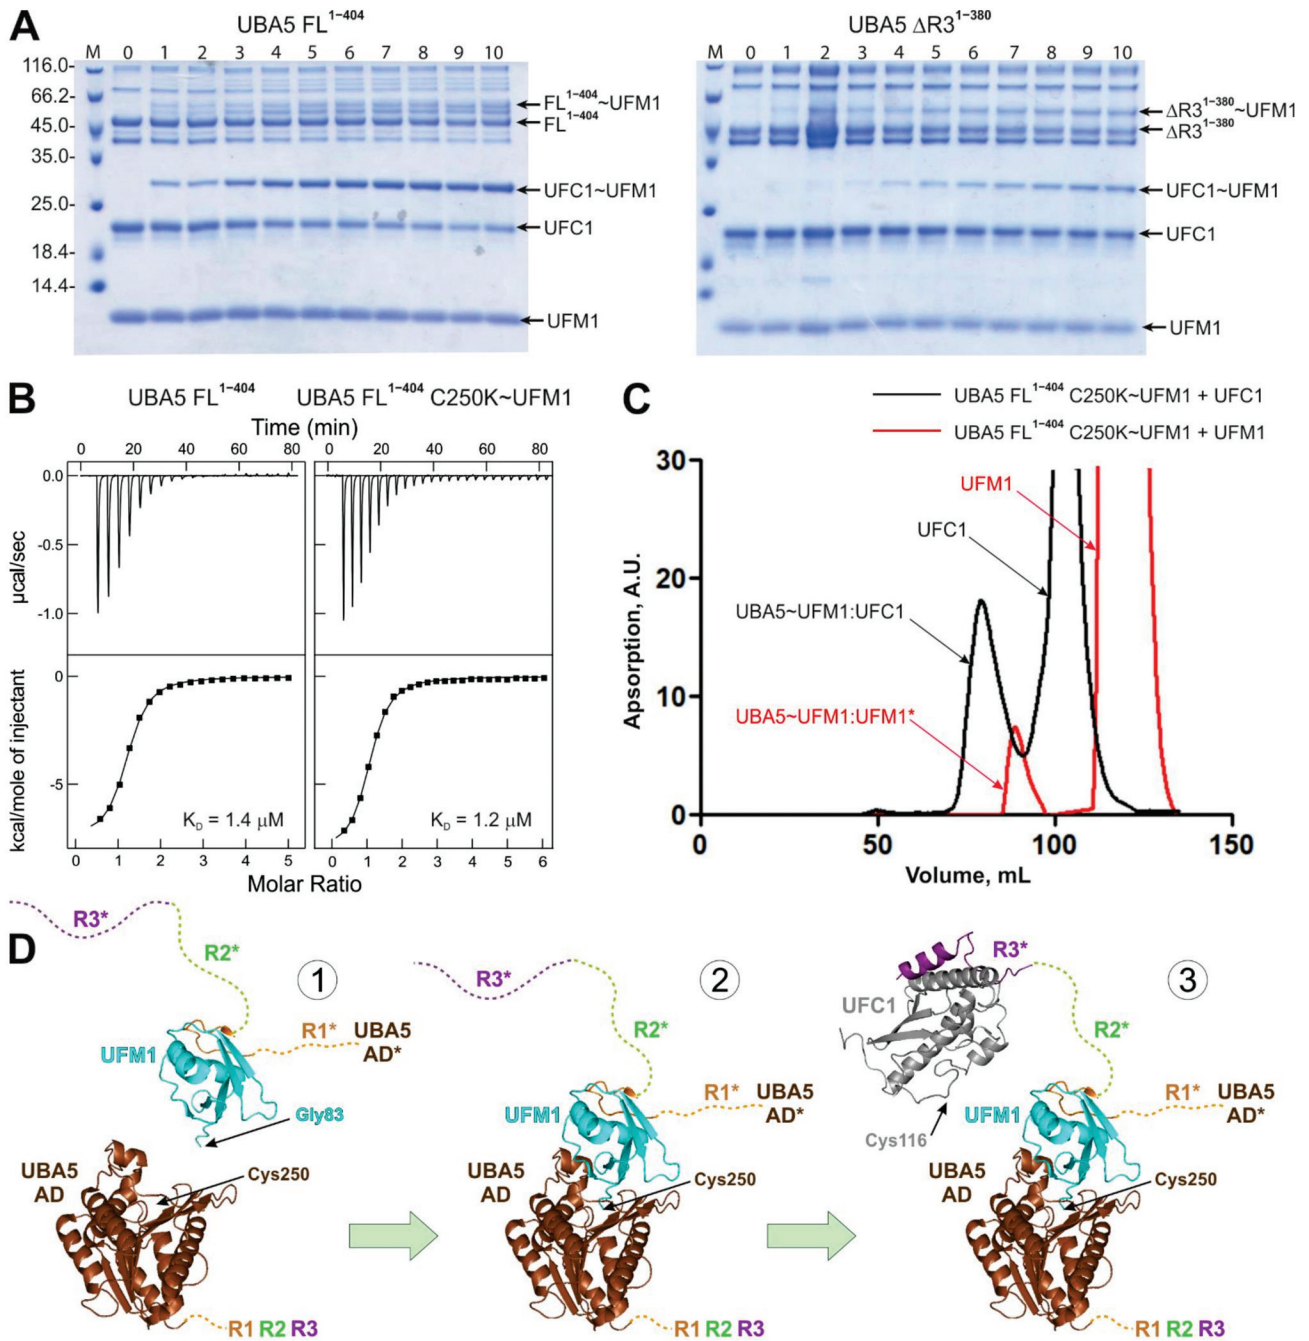 A
UBA5 FL1–404
M 0 1 2 3 4 5 6 7 8 9 10
116.0-
66.2-
45.0-
35.0-
25.0-
18.4-
14.4-
FL1–404~UFM1
FL1–404
UFC1~UFM1
UFC1
UFM1
UBA5 ΔR31–380
M 0 1 2 3 4 5 6 7 8 9 10
ΔR31–380~UFM1
ΔR31–380
UFC1~UFM1
UFC1
UFM1
B
UBA5 FL1–404
UBA5 FL1–404 C250K~UFM1
Time (min)
0 20 40 60 80
0 20 40 60 80
0.0
-0.5
-1.0
µcal/sec
0
-5
kcal/mole of injectant
KD = 1.4 µM
KD = 1.2 µM
0 1 2 3 4 5
0 1 2 3 4 5 6
Molar Ratio
C
UBA5 FL1–404 C250K~UFM1 + UFC1
UBA5 FL1–404 C250K~UFM1 + UFM1
30
20
10
0
Apsorption, A.U.
UFM1
UFC1
UBA5~UFM1:UFC1
UBA5~UFM1:UFM1*
0 50 100 150
Volume, mL
D
R3*
R2*
1
R1*
UBA5
AD*
UFM1
Gly83
UBA5
AD
Cys250
R1 R2 R3
R3*
2
R2*
R1*
UBA5
AD*
UFM1
UBA5
AD
Cys250
R1 R2 R3
R3*
3
UFC1
R2*
R1*
UBA5
AD*
UFM1
Cys116
UBA5
AD
Cys250
R1 R2 R3